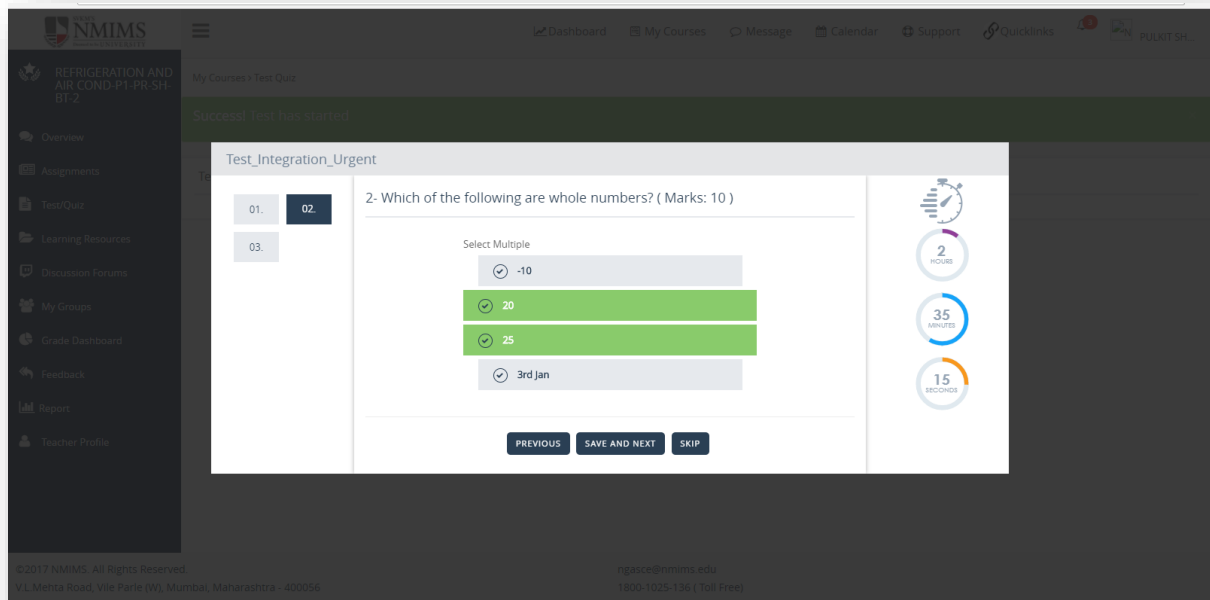 NMIMS
Dashboard My Courses Message Calendar Support Quicklinks PULKIT SH...
REFRIGERATION AND
AIR COND-P1-PR-SH-
BT-2
My Courses > Test Quiz
Success! Test has started!
Overview
Assignments
Test/Quiz
Learning Resources
Discussion Forums
My Groups
Grade Dashboard
Feedback
Report
Teacher Profile
Test_Integration_Urgent
01. 02.
03.
2- Which of the following are whole numbers? ( Marks: 10 )
Select Multiple
-10
20
25
3rd Jan
PREVIOUS SAVE AND NEXT SKIP
2
HOURS
35
MINUTES
15
SECONDS
©2017 NMIMS. All Rights Reserved.
V.L.Mehta Road, Vile Parle (W), Mumbai, Maharashtra - 400056
ngasce@nmims.edu
1800-1025-136 ( Toll Free)